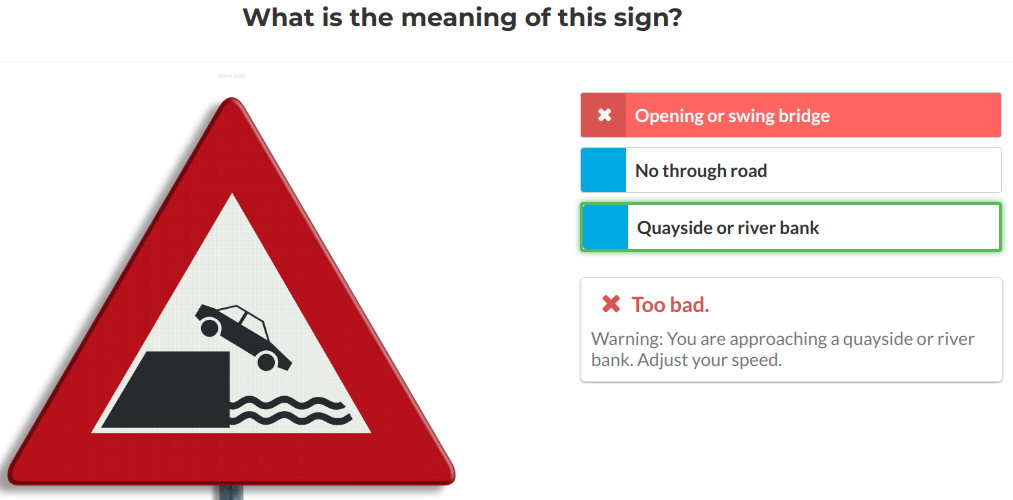 What is the meaning of this sign?
Opening or swing bridge
No through road
Quayside or river bank
Too bad.
Warning: You are approaching a quayside or river
bank. Adjust your speed.